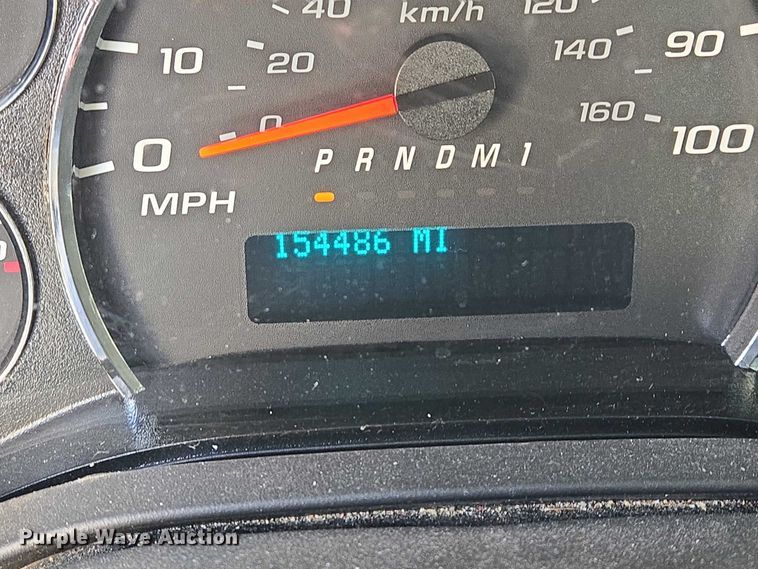 40 km/h 120
10 20 140 90
0 0 160 100
P R N D M 1
MPH
154486 MI
Purple Wave Auction